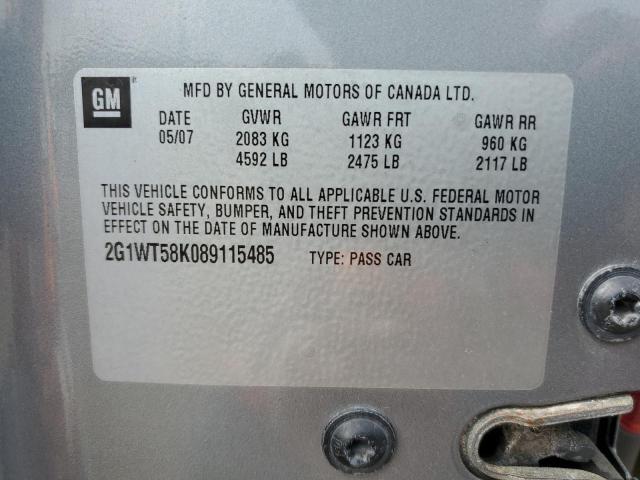 GM
MFD BY GENERAL MOTORS OF CANADA LTD.
DATE GVWR GAWR FRT GAWR RR
05/07 2083 KG 1123 KG 960 KG
4592 LB 2475 LB 2117 LB
THIS VEHICLE CONFORMS TO ALL APPLICABLE U.S. FEDERAL MOTOR
VEHICLE SAFETY, BUMPER, AND THEFT PREVENTION STANDARDS IN
EFFECT ON THE DATE OF MANUFACTURE SHOWN ABOVE.
2G1WT58K089115485 TYPE: PASS CAR